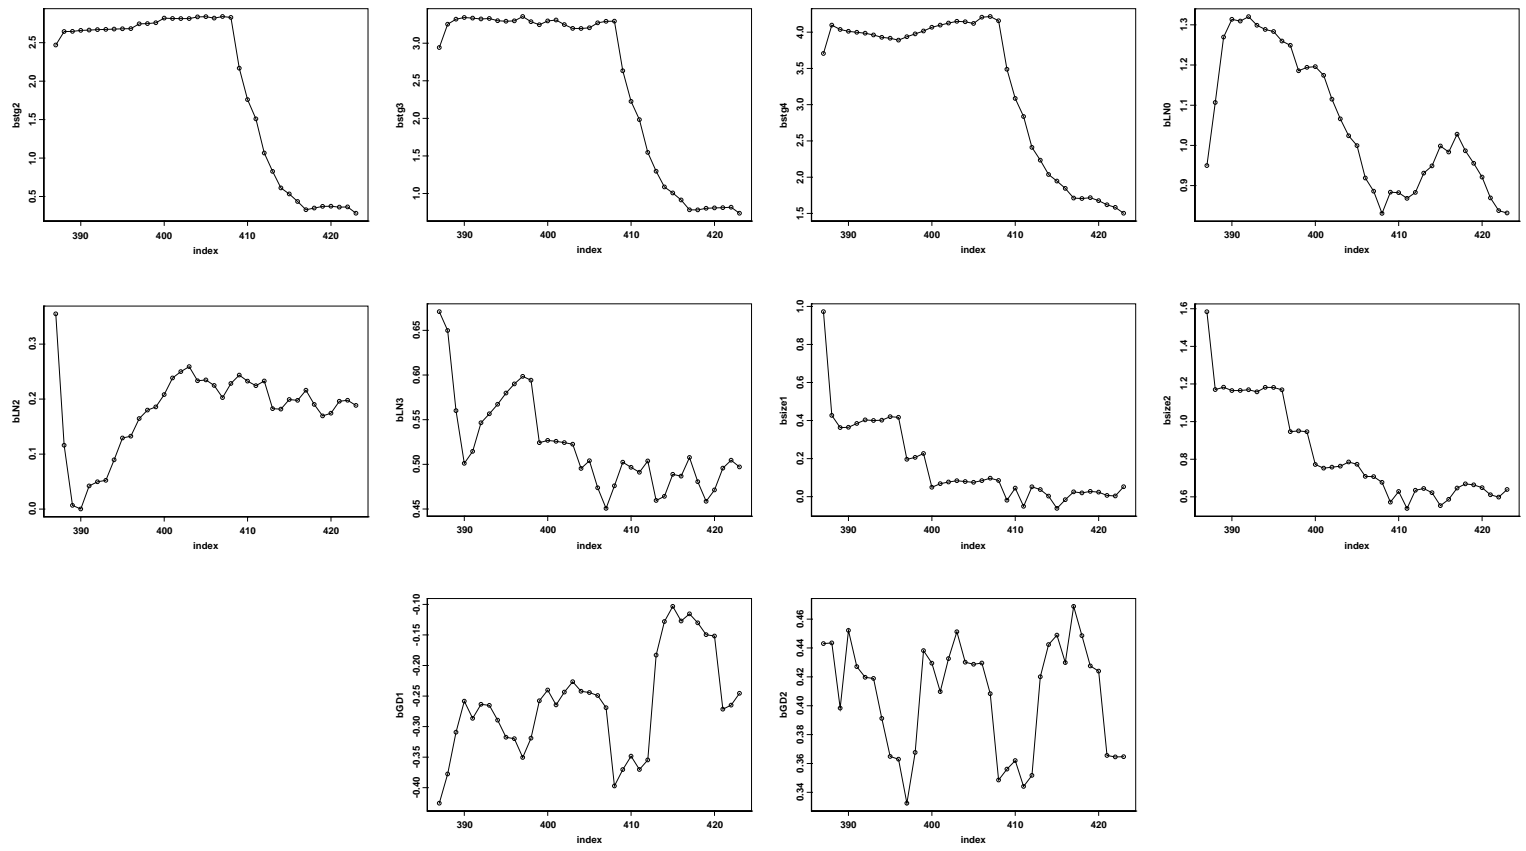 bstg2
0.5 1.0 1.5 2.0 2.5
390 400 410 420
index
bstg3
1.0 1.5 2.0 2.5 3.0
390 400 410 420
index
bstg4
1.5 2.0 2.5 3.0 3.5 4.0
390 400 410 420
index
bLN0
0.9 1.0 1.1 1.2 1.3
390 400 410 420
index
bLN2
0.0 0.1 0.2 0.3
390 400 410 420
index
bLN3
0.45 0.50 0.55 0.60 0.65
390 400 410 420
index
bsize1
0.0 0.2 0.4 0.6 0.8 1.0
390 400 410 420
index
bsize2
0.6 0.8 1.0 1.2 1.4 1.6
390 400 410 420
index
bGD1
-0.40 -0.35 -0.30 -0.25 -0.20 -0.15 -0.10
390 400 410 420
index
bGD2
0.34 0.36 0.38 0.40 0.42 0.44 0.46
390 400 410 420
index